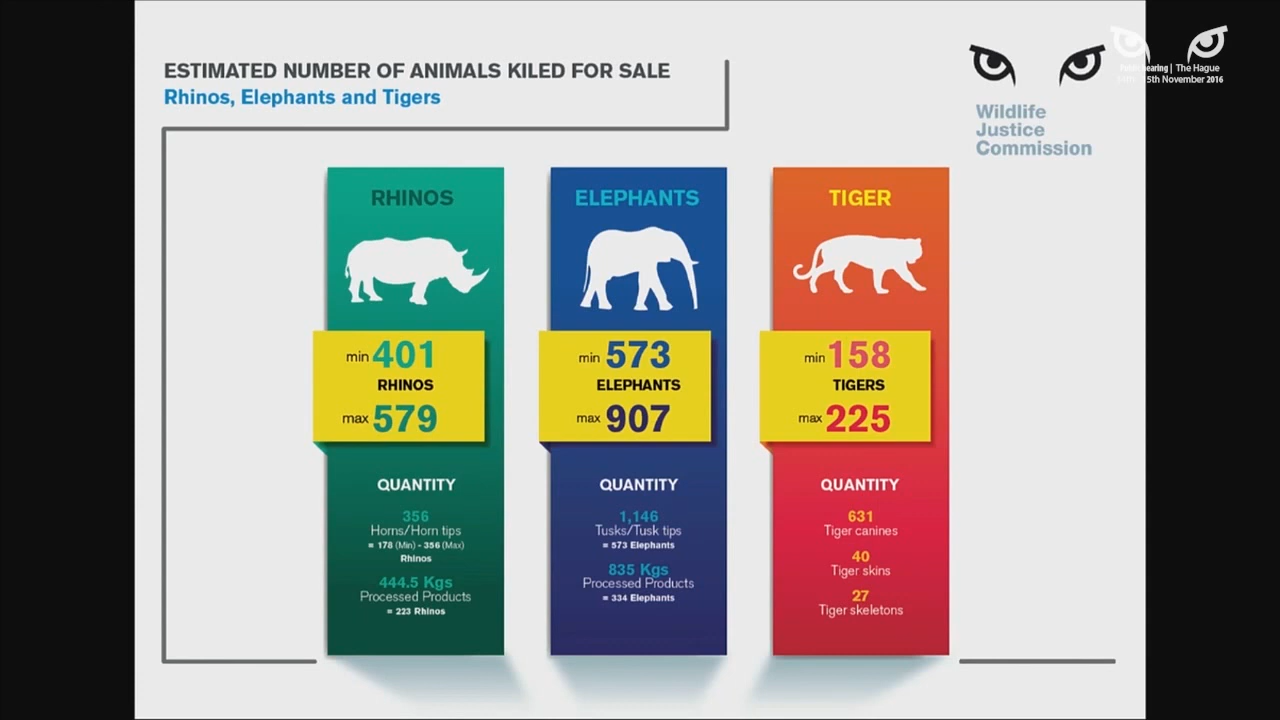 ESTIMATED NUMBER OF ANIMALS KILED FOR SALE
Rhinos, Elephants and Tigers
Wildlife
Justice
Commission
hearing | The Hague
5th November 2016
RHINOS
min 401
RHINOS
max 579
QUANTITY
356
Horns/Horn tips
= 178 (Min) - 356 (Max)
Rhinos
444.5 Kgs
Processed Products
= 223 Rhinos
ELEPHANTS
min 573
ELEPHANTS
max 907
QUANTITY
1,146
Tusks/Tusk tips
= 573 Elephants
835 Kgs
Processed Products
= 334 Elephants
TIGER
min 158
TIGERS
max 225
QUANTITY
631
Tiger canines
40
Tiger skins
27
Tiger skeletons